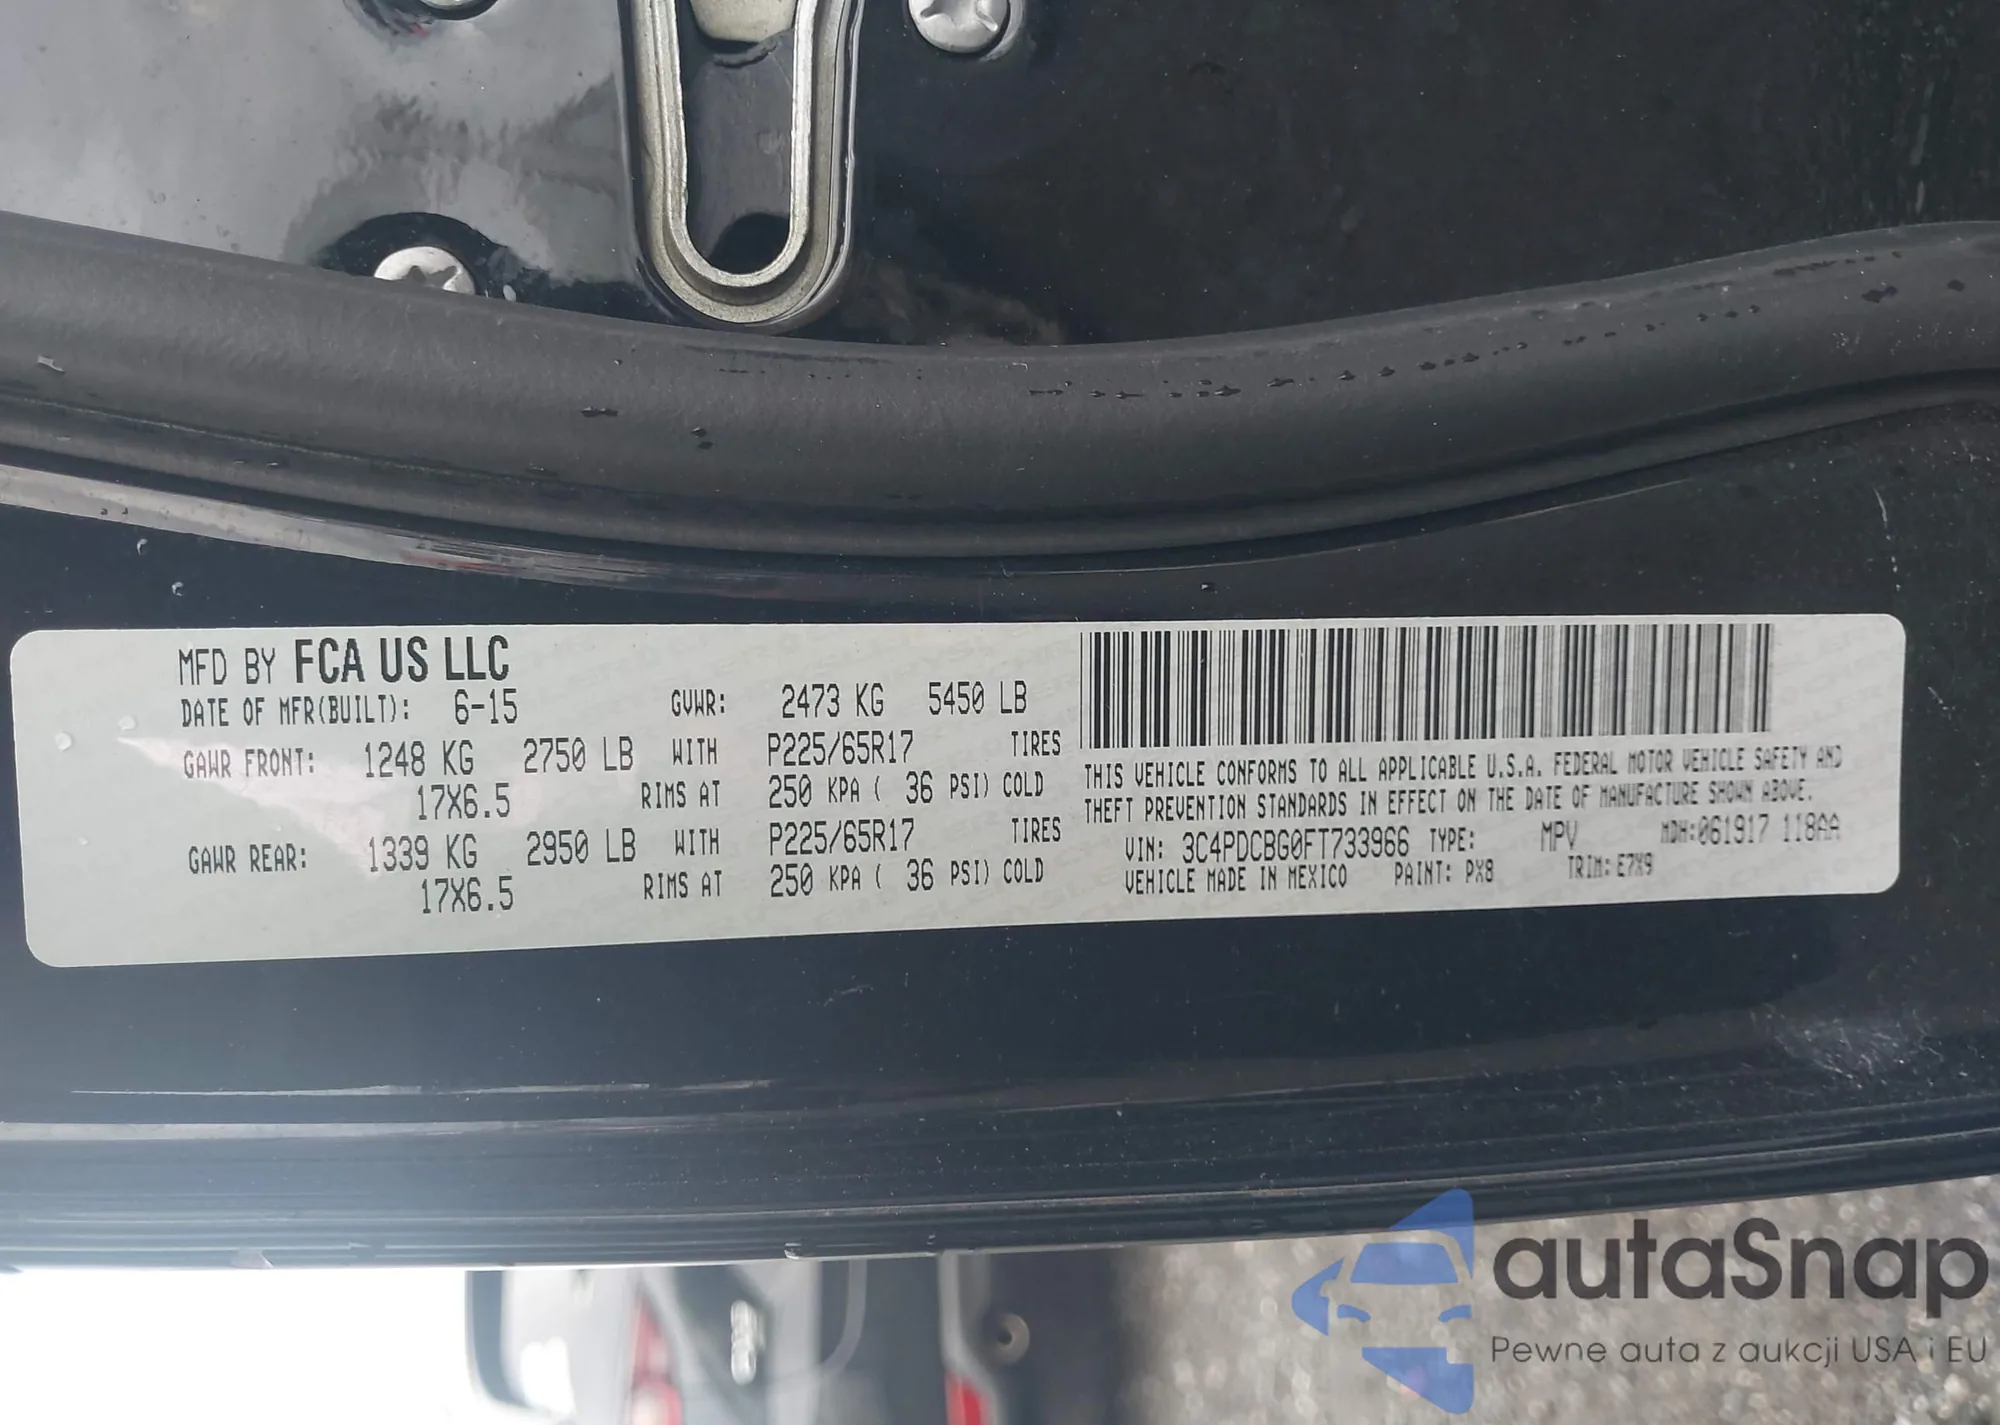 MFD BY FCA US LLC
DATE OF MFR(BUILT): 6-15 GVWR: 2473 KG 5450 LB
GAWR FRONT: 1248 KG 2750 LB WITH P225/65R17 TIRES
17X6.5 RIMS AT 250 KPA ( 36 PSI) COLD
GAWR REAR: 1339 KG 2950 LB WITH P225/65R17 TIRES
17X6.5 RIMS AT 250 KPA ( 36 PSI) COLD
THIS VEHICLE CONFORMS TO ALL APPLICABLE U.S.A. FEDERAL MOTOR VEHICLE SAFETY AND
THEFT PREVENTION STANDARDS IN EFFECT ON THE DATE OF MANUFACTURE SHOWN ABOVE.
VIN: 3C4PDCBG0FT733966 TYPE: MPV MDH:061917 118AA
VEHICLE MADE IN MEXICO PAINT: PX8 TRIM: E7X9
autaSnap
Pewne auta z aukcji USA i EU